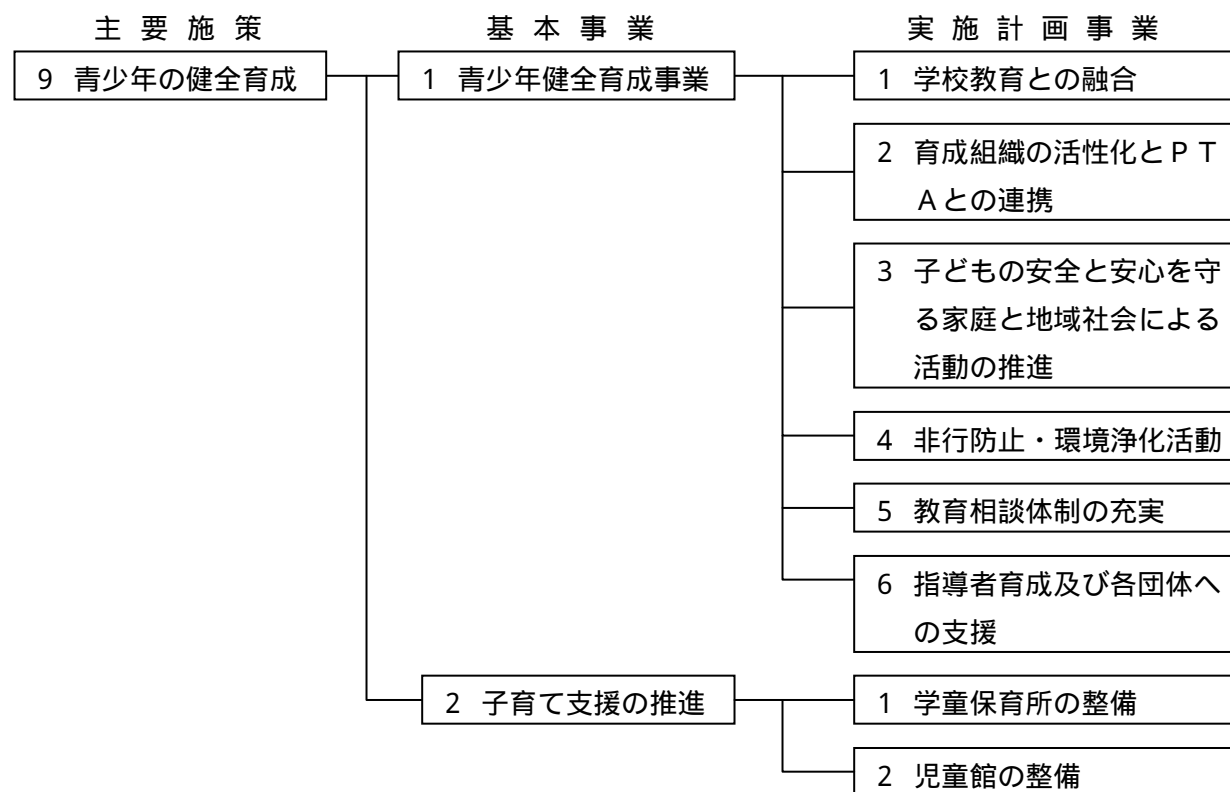 主要施策 基本事業 実施計画事業
9 青少年の健全育成 1 青少年健全育成事業 1 学校教育との融合
2 育成組織の活性化とＰＴ
Ａとの連携
3 子どもの安全と安心を守
る家庭と地域社会による
活動の推進
4 非行防止・環境浄化活動
5 教育相談体制の充実
6 指導者育成及び各団体へ
の支援
2 子育て支援の推進 1 学童保育所の整備
2 児童館の整備